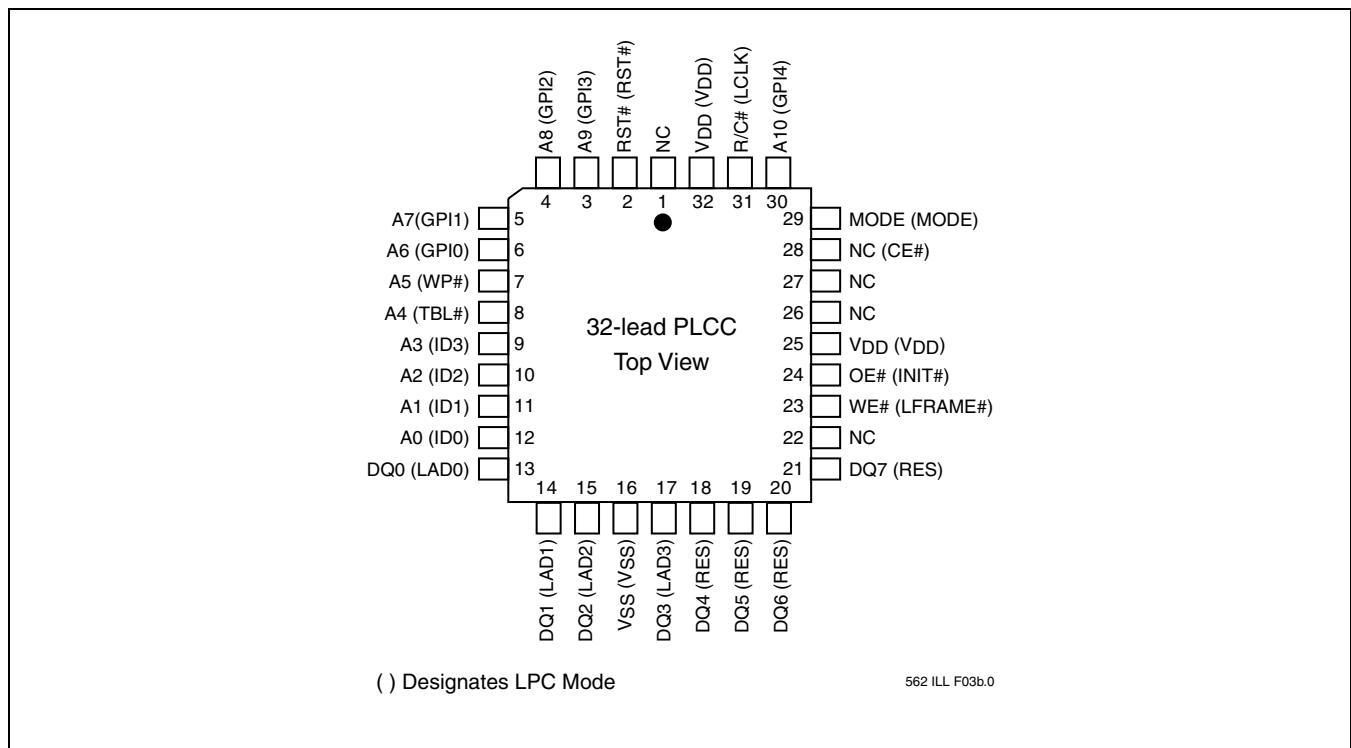 A8 (GPI2)
A9 (GPI3)
RST# (RST#)
NC
VDD (VDD)
R/C# (LCLK)
A10 (GPI4)
4
3
2
1
32
31
30
A7(GPI1)
5
A6 (GPI0)
6
A5 (WP#)
7
A4 (TBL#)
8
A3 (ID3)
9
A2 (ID2)
10
A1 (ID1)
11
A0 (ID0)
12
DQ0 (LAD0)
13
32-lead PLCC
Top View
29
MODE (MODE)
28
NC (CE#)
27
NC
26
NC
25
VDD (VDD)
24
OE# (INIT#)
23
WE# (LFRAME#)
22
NC
21
DQ7 (RES)
14
15
16
17
18
19
20
DQ1 (LAD1)
DQ2 (LAD2)
VSS (VSS)
DQ3 (LAD3)
DQ4 (RES)
DQ5 (RES)
DQ6 (RES)
( ) Designates LPC Mode
562 ILL F03b.0